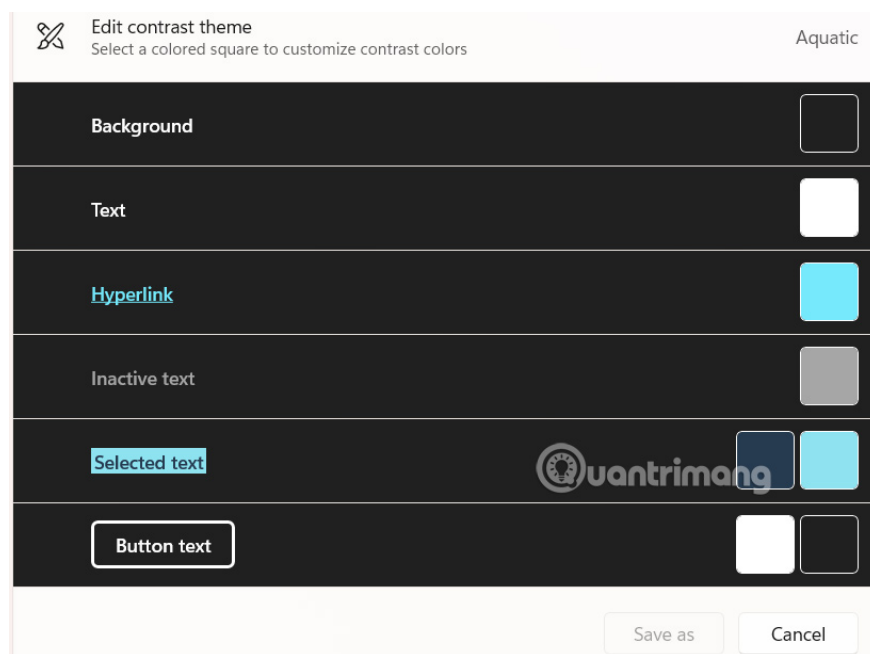 Edit contrast theme
Select a colored square to customize contrast colors
Aquatic
Background
Text
Hyperlink
Inactive text
Selected text
Quantrimang
Button text
Save as
Cancel